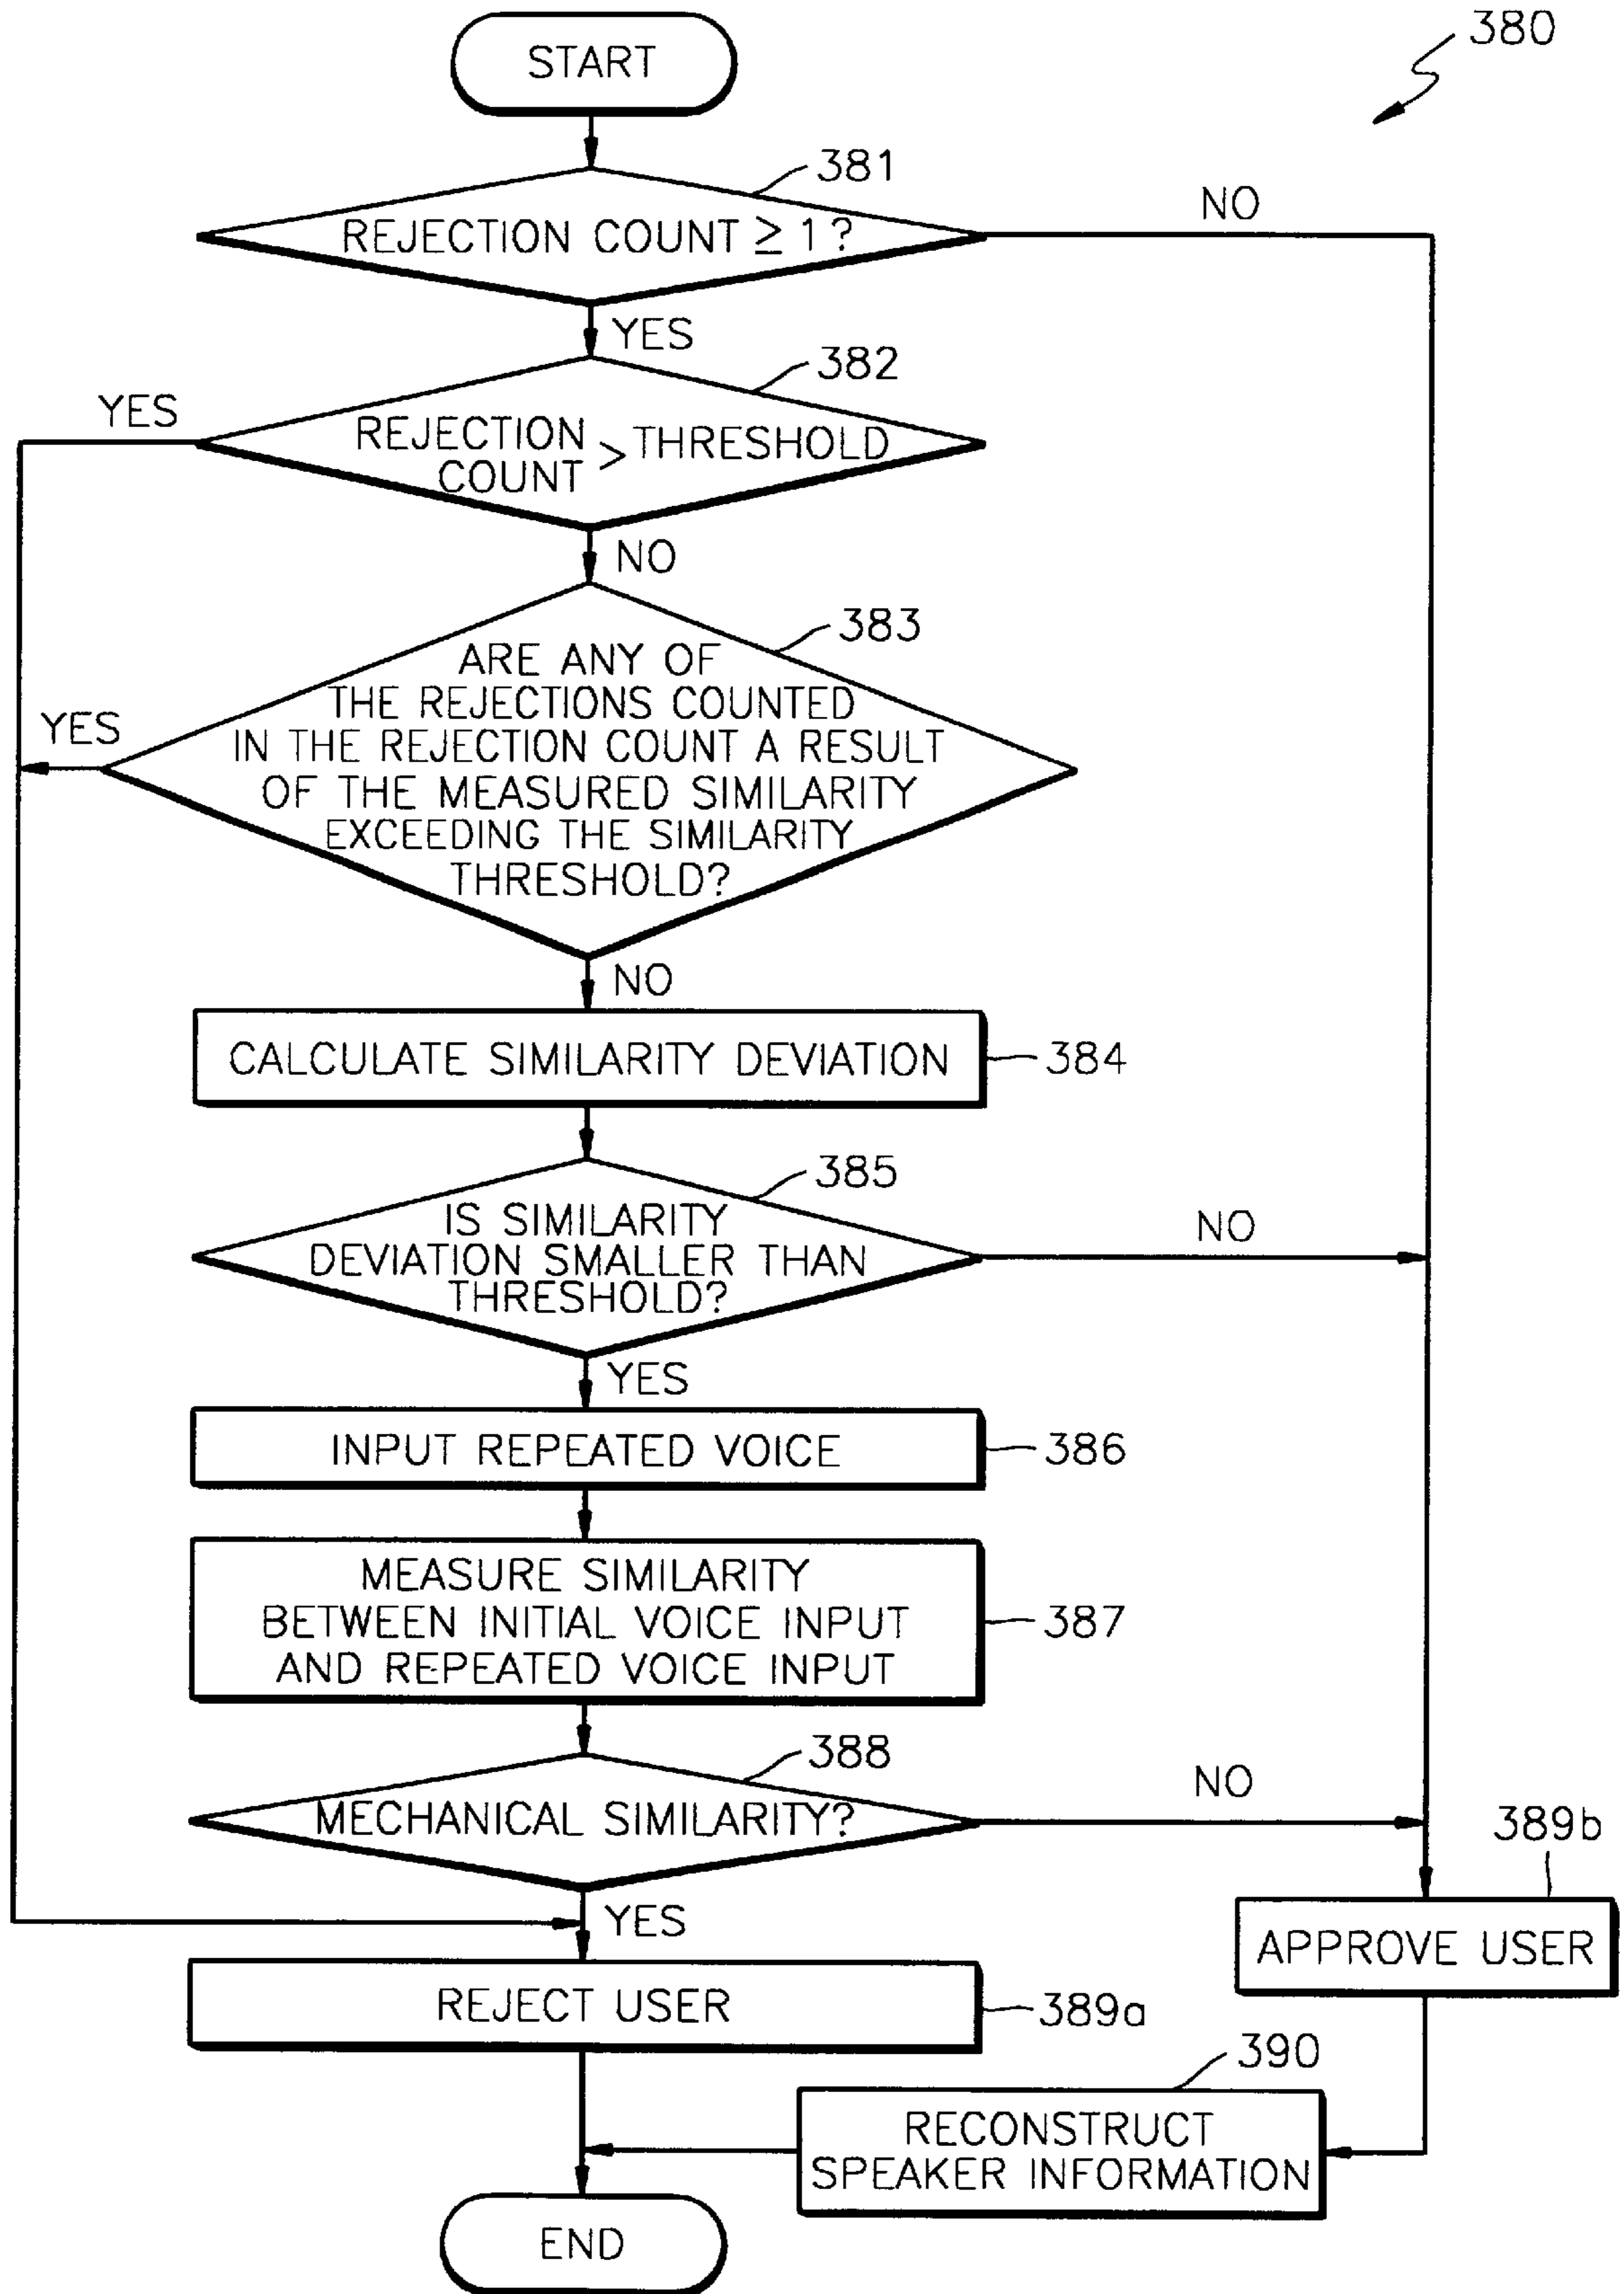 START
380
381
REJECTION COUNT ≥ 1?
NO
YES
382
YES
REJECTION
COUNT > THRESHOLD
NO
383
ARE ANY OF
THE REJECTIONS COUNTED
IN THE REJECTION COUNT A RESULT
OF THE MEASURED SIMILARITY
EXCEEDING THE SIMILARITY
THRESHOLD?
YES
NO
CALCULATE SIMILARITY DEVIATION
384
385
IS SIMILARITY
DEVIATION SMALLER THAN
THRESHOLD?
NO
YES
INPUT REPEATED VOICE
386
MEASURE SIMILARITY
BETWEEN INITIAL VOICE INPUT
AND REPEATED VOICE INPUT
387
388
MECHANICAL SIMILARITY?
NO
389b
YES
APPROVE USER
REJECT USER
389a
390
RECONSTRUCT
SPEAKER INFORMATION
END